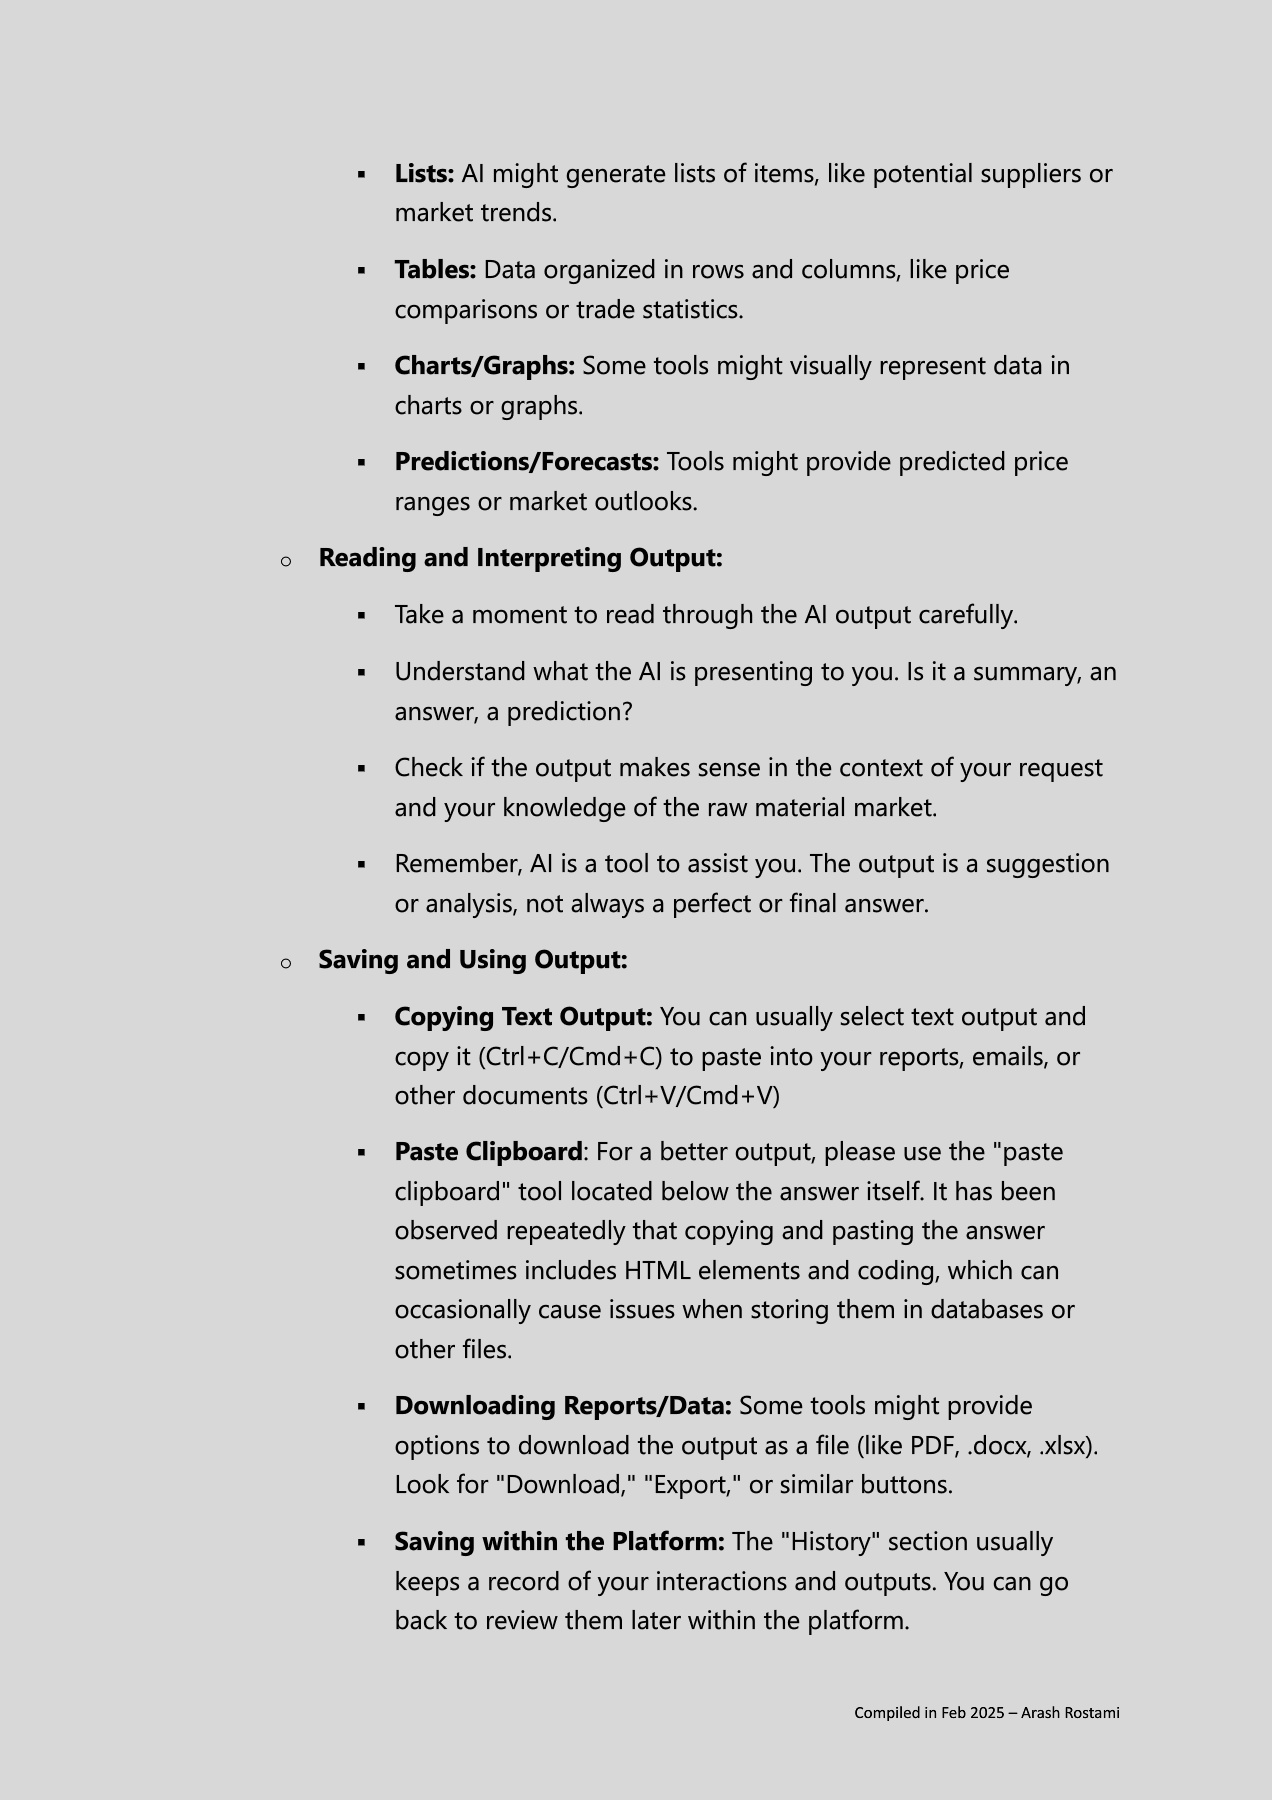 ▪ Lists: AI might generate lists of items, like potential suppliers or
market trends.
▪ Tables: Data organized in rows and columns, like price
comparisons or trade statistics.
▪ Charts/Graphs: Some tools might visually represent data in
charts or graphs.
▪ Predictions/Forecasts: Tools might provide predicted price
ranges or market outlooks.
○ Reading and Interpreting Output:
▪ Take a moment to read through the AI output carefully.
▪ Understand what the AI is presenting to you. Is it a summary, an
answer, a prediction?
▪ Check if the output makes sense in the context of your request
and your knowledge of the raw material market.
▪ Remember, AI is a tool to assist you. The output is a suggestion
or analysis, not always a perfect or final answer.
○ Saving and Using Output:
▪ Copying Text Output: You can usually select text output and
copy it (Ctrl+C/Cmd+C) to paste into your reports, emails, or
other documents (Ctrl+V/Cmd+V)
▪ Paste Clipboard: For a better output, please use the "paste
clipboard" tool located below the answer itself. It has been
observed repeatedly that copying and pasting the answer
sometimes includes HTML elements and coding, which can
occasionally cause issues when storing them in databases or
other files.
▪ Downloading Reports/Data: Some tools might provide
options to download the output as a file (like PDF, .docx, .xlsx).
Look for "Download," "Export," or similar buttons.
▪ Saving within the Platform: The "History" section usually
keeps a record of your interactions and outputs. You can go
back to review them later within the platform.
Compiled in Feb 2025 – Arash Rostami